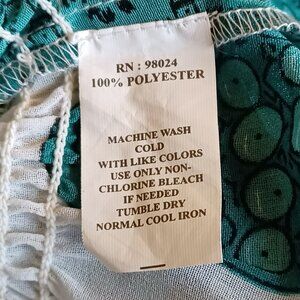 RN : 98024
100% POLYESTER
MACHINE WASH
COLD
WITH LIKE COLORS
USE ONLY NON-
CHLORINE BLEACH
IF NEEDED
TUMBLE DRY
NORMAL COOL IRON